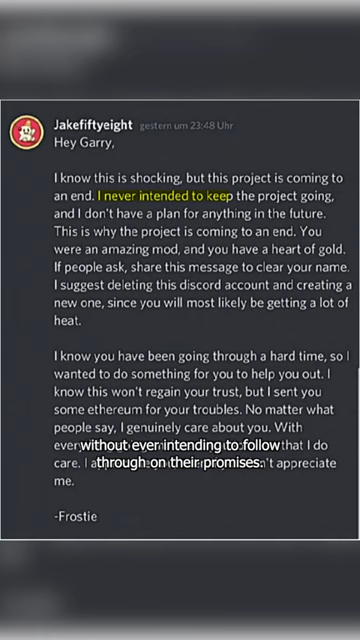 Jakefiftyeight gestern um 23:48 Uhr
Hey Garry,
I know this is shocking, but this project is coming to
an end. I never intended to keep the project going,
and I don't have a plan for anything in the future.
This is why the project is coming to an end. You
were an amazing mod, and you have a heart of gold.
If people ask, share this message to clear your name.
I suggest deleting this discord account and creating a
new one, since you will most likely be getting a lot of
heat.
I know you have been going through a hard time, so I
wanted to do something for you to help you out. I
know this won't regain your trust, but I sent you
some ethereum for your troubles. No matter what
people say, I genuinely care about you. With
that I do
without ever intending to follow
care. I appreciate
through on their promises.
me.
-Frostie